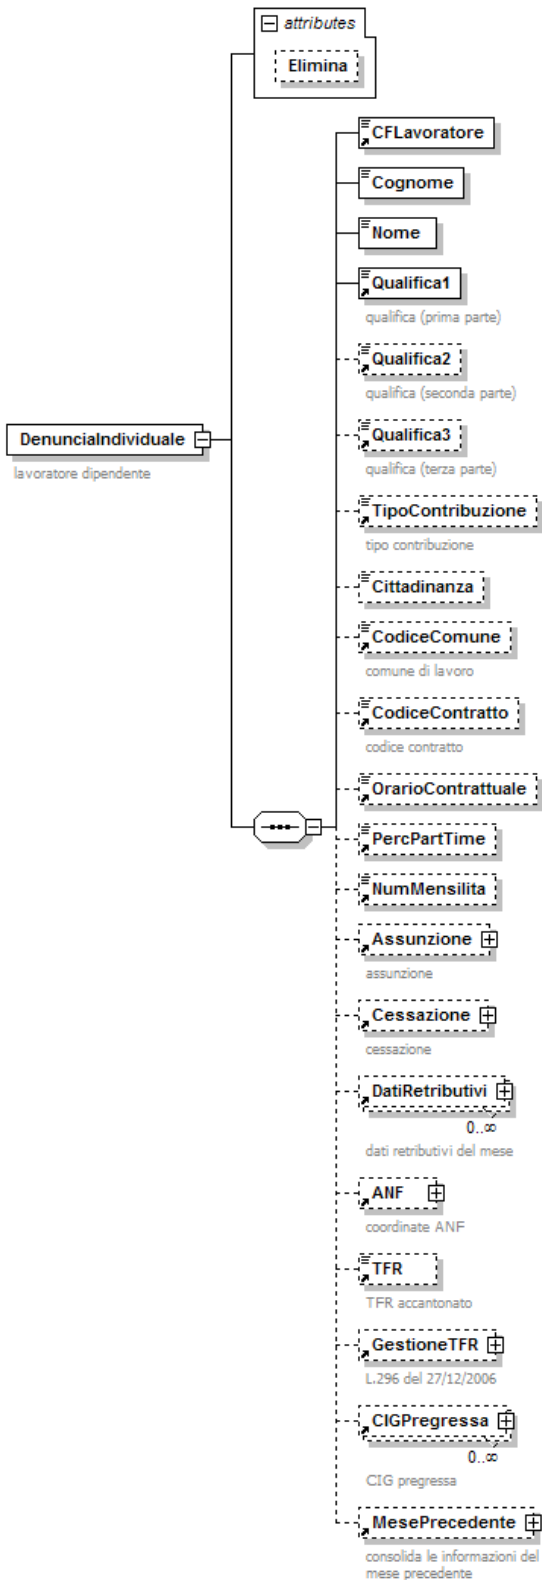 attributes
Elimina
CFLavoratore
Cognome
Nome
Qualifica1
qualifica (prima parte)
Qualifica2
qualifica (seconda parte)
Qualifica3
qualifica (terza parte)
DenunciaIndividuale
lavoratore dipendente
TipoContribuzione
tipo contribuzione
Cittadinanza
CodiceComune
comune di lavoro
CodiceContratto
codice contratto
OrarioContrattuale
PercPartTime
NumMensilita
Assunzione
assunzione
Cessazione
cessazione
DatiRetributivi
0..∞
dati retributivi del mese
ANF
coordinate ANF
TFR
TFR accantonato
GestioneTFR
L.296 del 27/12/2006
CIGPregressa
0..∞
CIG pregressa
MesePrecedente
consolida le informazioni del
mese precedente